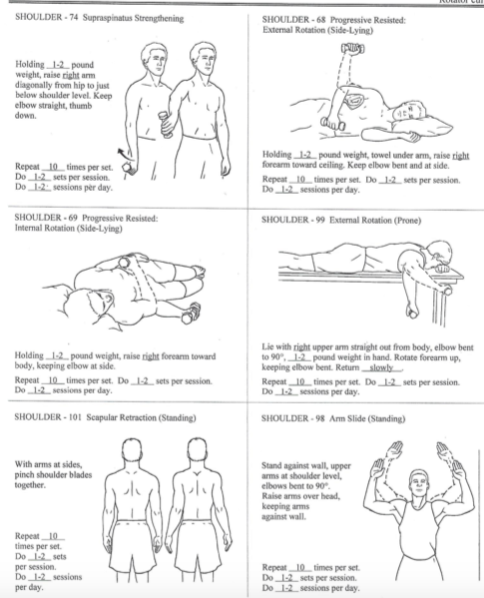 Rotator Cuf
SHOULDER - 74 Supraspinatus Strengthening
Holding 1-2 pound
weight, raise right arm
diagonally from hip to just
below shoulder level. Keep
elbow straight, thumb
down.
Repeat 10 times per set.
Do 1-2 sets per session.
Do 1-2 sessions per day.
SHOULDER - 68 Progressive Resisted:
External Rotation (Side-Lying)
Holding 1-2 pound weight, towel under arm, raise right
forearm toward ceiling. Keep elbow bent and at side.
Repeat 10 times per set. Do 1-2 sets per session.
Do 1-2 sessions per day.
SHOULDER - 69 Progressive Resisted:
Internal Rotation (Side-Lying)
Holding 1-2 pound weight, raise right forearm toward
body, keeping elbow at side.
Repeat 10 times per set. Do 1-2 sets per session.
Do 1-2 sessions per day.
SHOULDER - 99 External Rotation (Prone)
Lie with right upper arm straight out from body, elbow bent
to 90°, 1-2 pound weight in hand. Rotate forearm up,
keeping elbow bent. Return slowly.
Repeat 10 times per set. Do 1-2 sets per session.
Do 1-2 sessions per day.
SHOULDER - 101 Scapular Retraction (Standing)
With arms at sides,
pinch shoulder blades
together.
Repeat 10
times per set.
Do 1-2 sets
per session.
Do 1-2 sessions
per day.
SHOULDER - 98 Arm Slide (Standing)
Stand against wall, upper
arms at shoulder level,
elbows bent to 90°.
Raise arms over head,
keeping arms
against wall.
Repeat 10 times per set.
Do 1-2 sets per session.
Do 1-2 sessions per day.